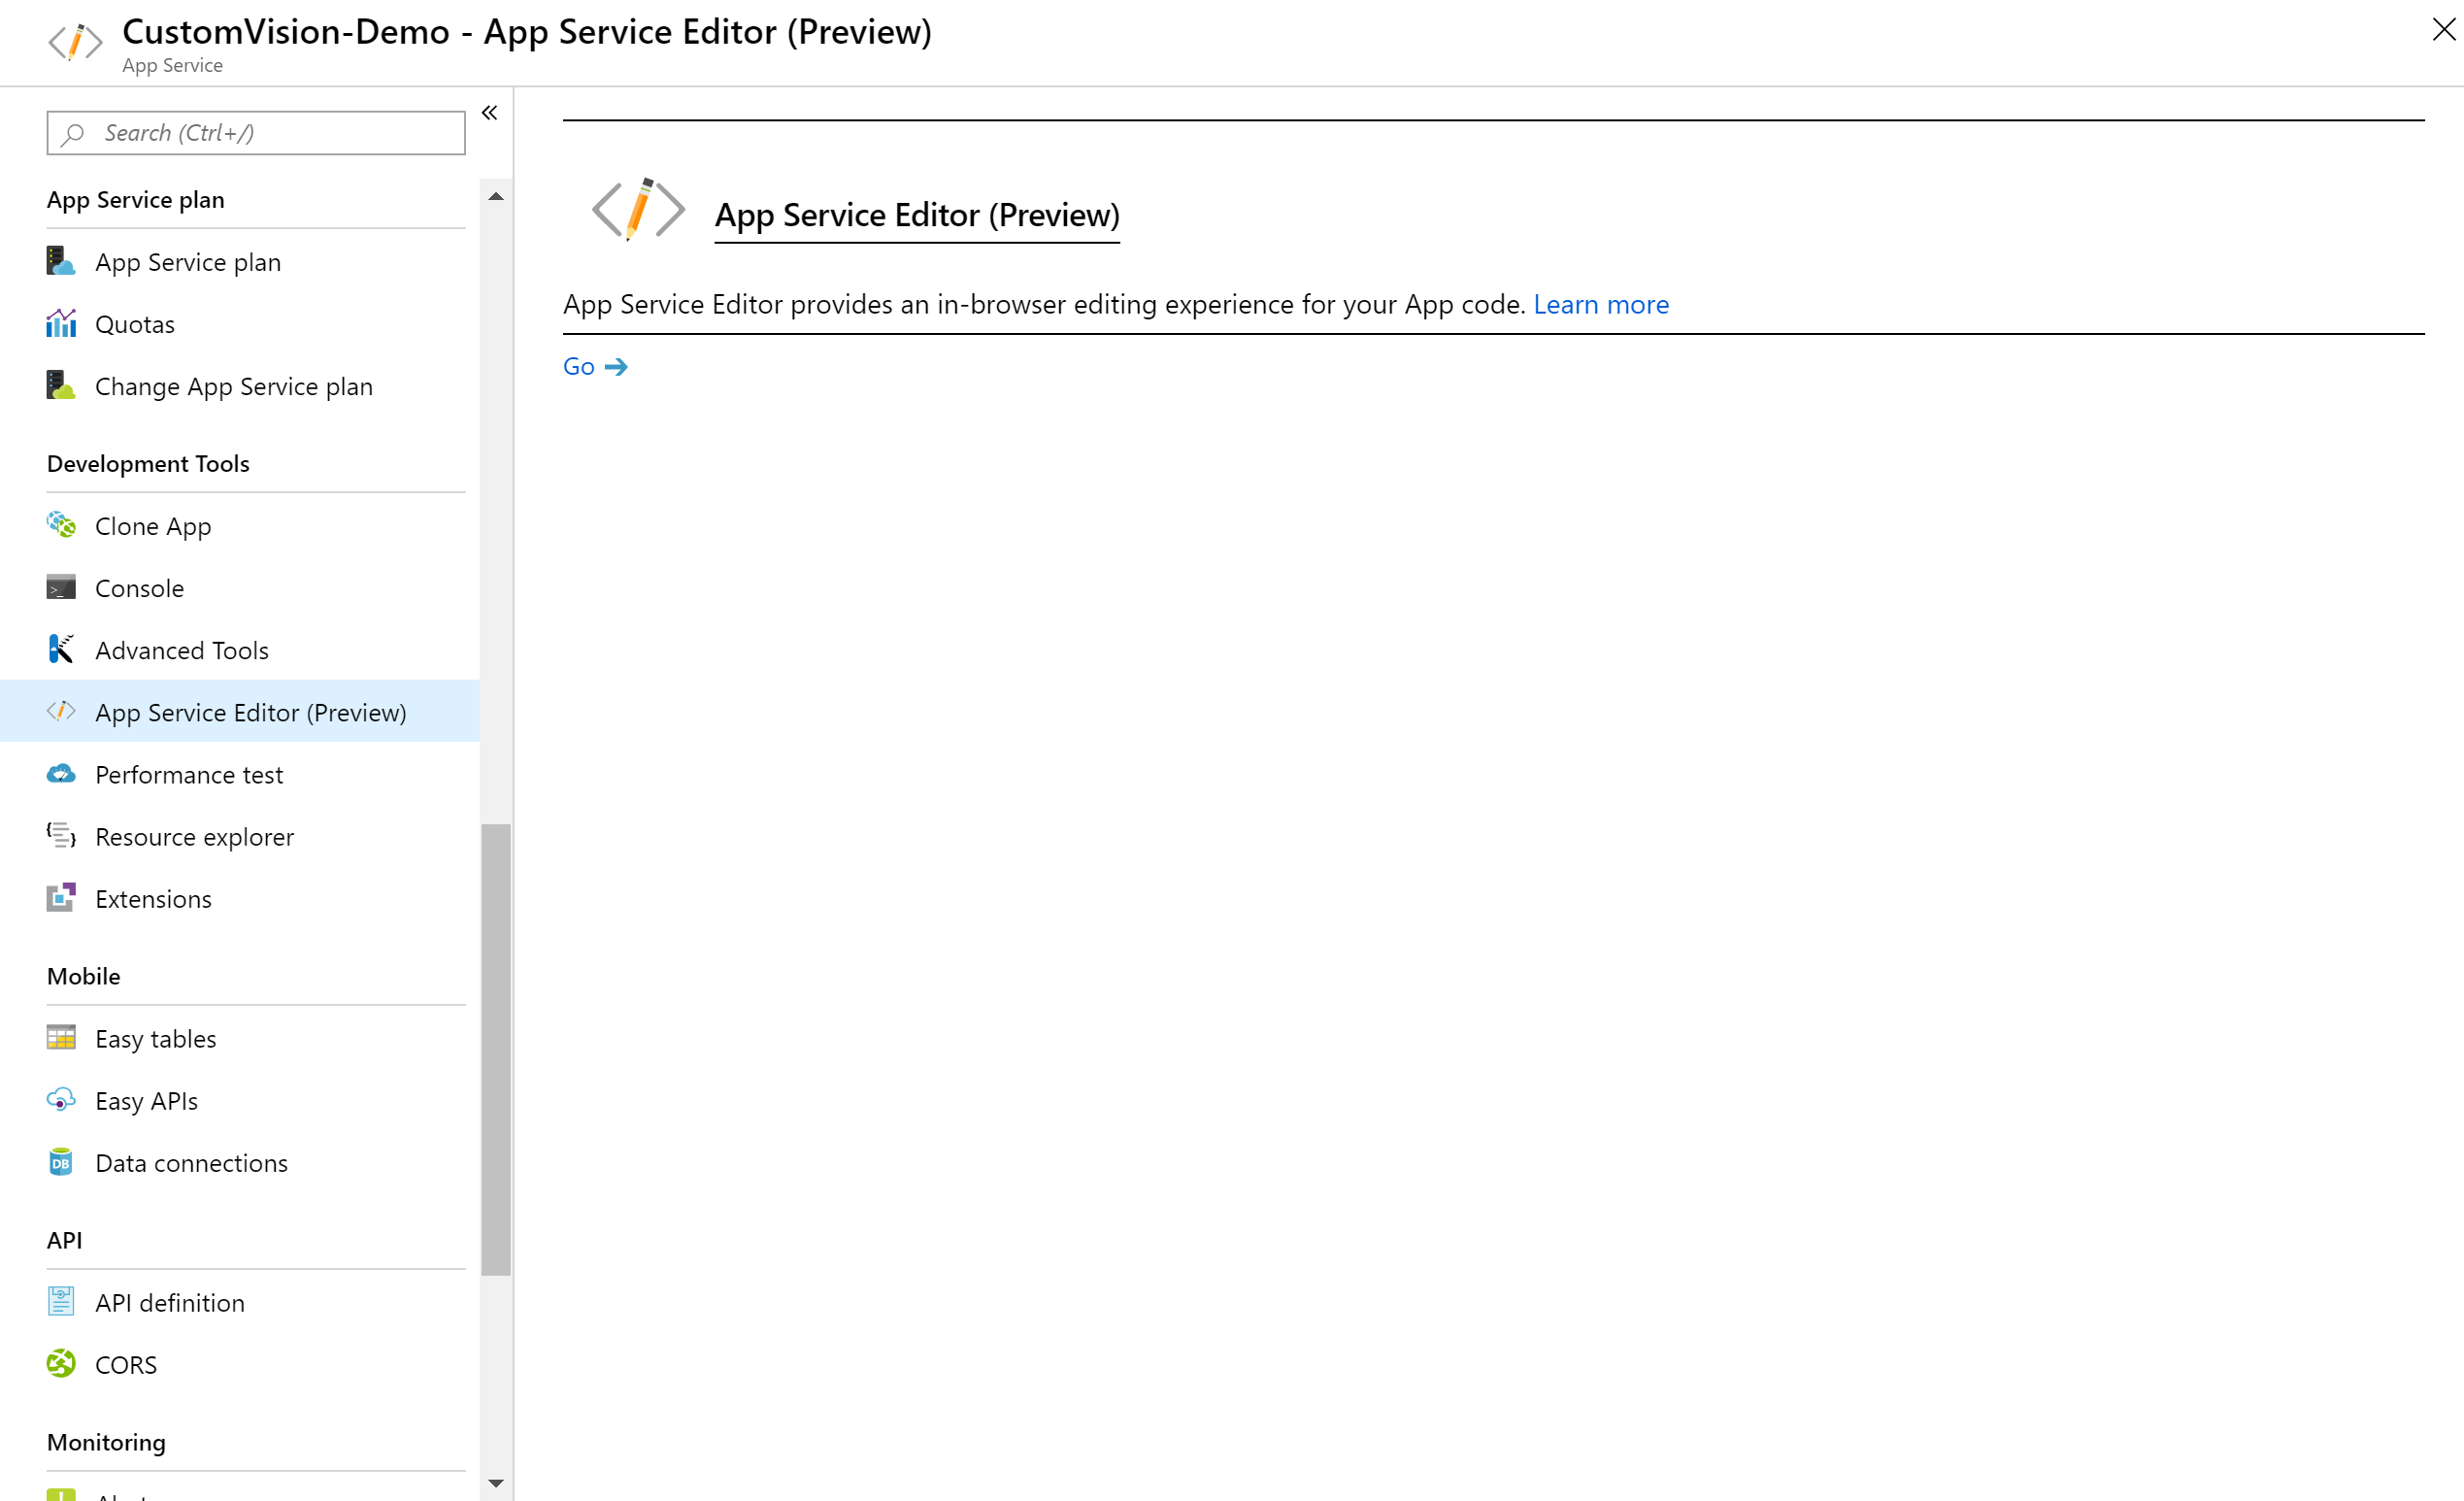 CustomVision-Demo - App Service Editor (Preview)
App Service
Search (Ctrl+/)
App Service plan
App Service plan
Quotas
Change App Service plan
Development Tools
Clone App
Console
Advanced Tools
App Service Editor (Preview)
Performance test
Resource explorer
Extensions
Mobile
Easy tables
Easy APIs
DB
Data connections
API
API definition
CORS
Monitoring
App Service Editor (Preview)
App Service Editor provides an in-browser editing experience for your App code. Learn more
Go